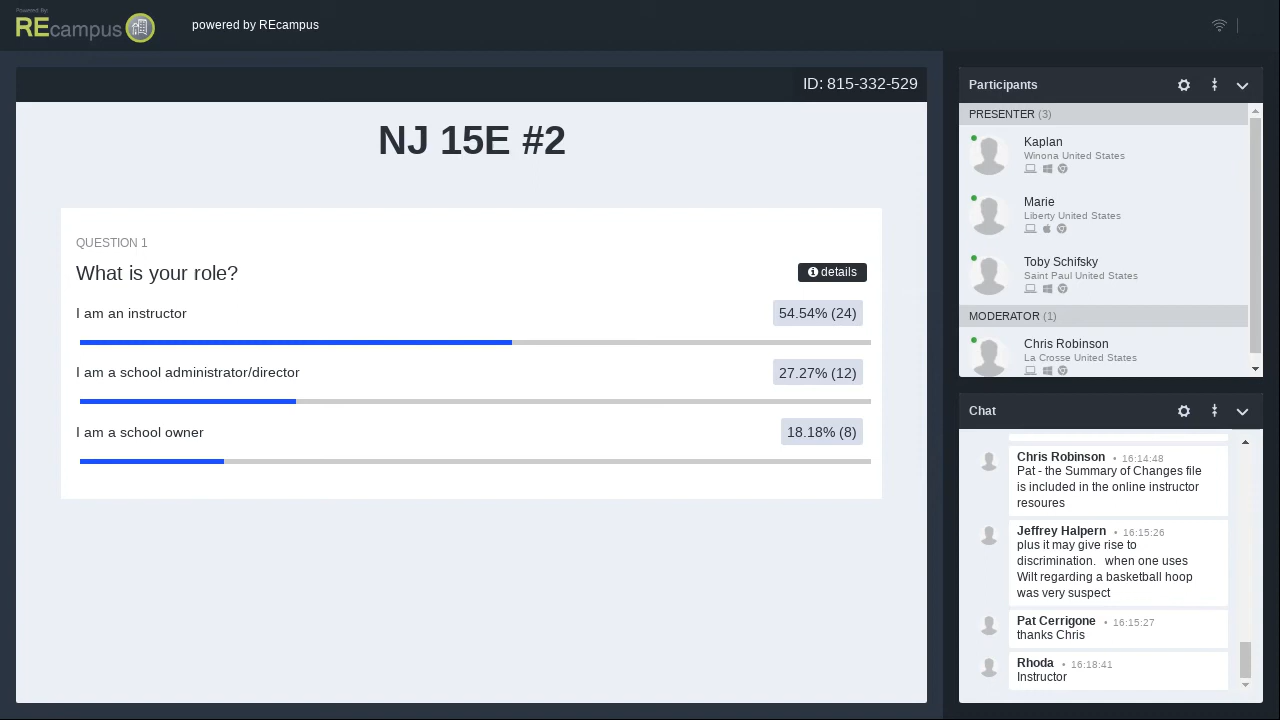 Powered By:
REcampus
powered by REcampus
ID: 815-332-529
NJ 15E #2
QUESTION 1
What is your role?
details
I am an instructor
54.54% (24)
I am a school administrator/director
27.27% (12)
I am a school owner
18.18% (8)
Participants
PRESENTER (3)
Kaplan
Winona United States
Marie
Liberty United States
Toby Schifsky
Saint Paul United States
MODERATOR (1)
Chris Robinson
La Crosse United States
Chat
Chris Robinson • 16:14:48
Pat - the Summary of Changes file
is included in the online instructor
resoures
Jeffrey Halpern • 16:15:26
plus it may give rise to
discrimination.   when one uses
Wilt regarding a basketball hoop
was very suspect
Pat Cerrigone • 16:15:27
thanks Chris
Rhoda • 16:18:41
Instructor